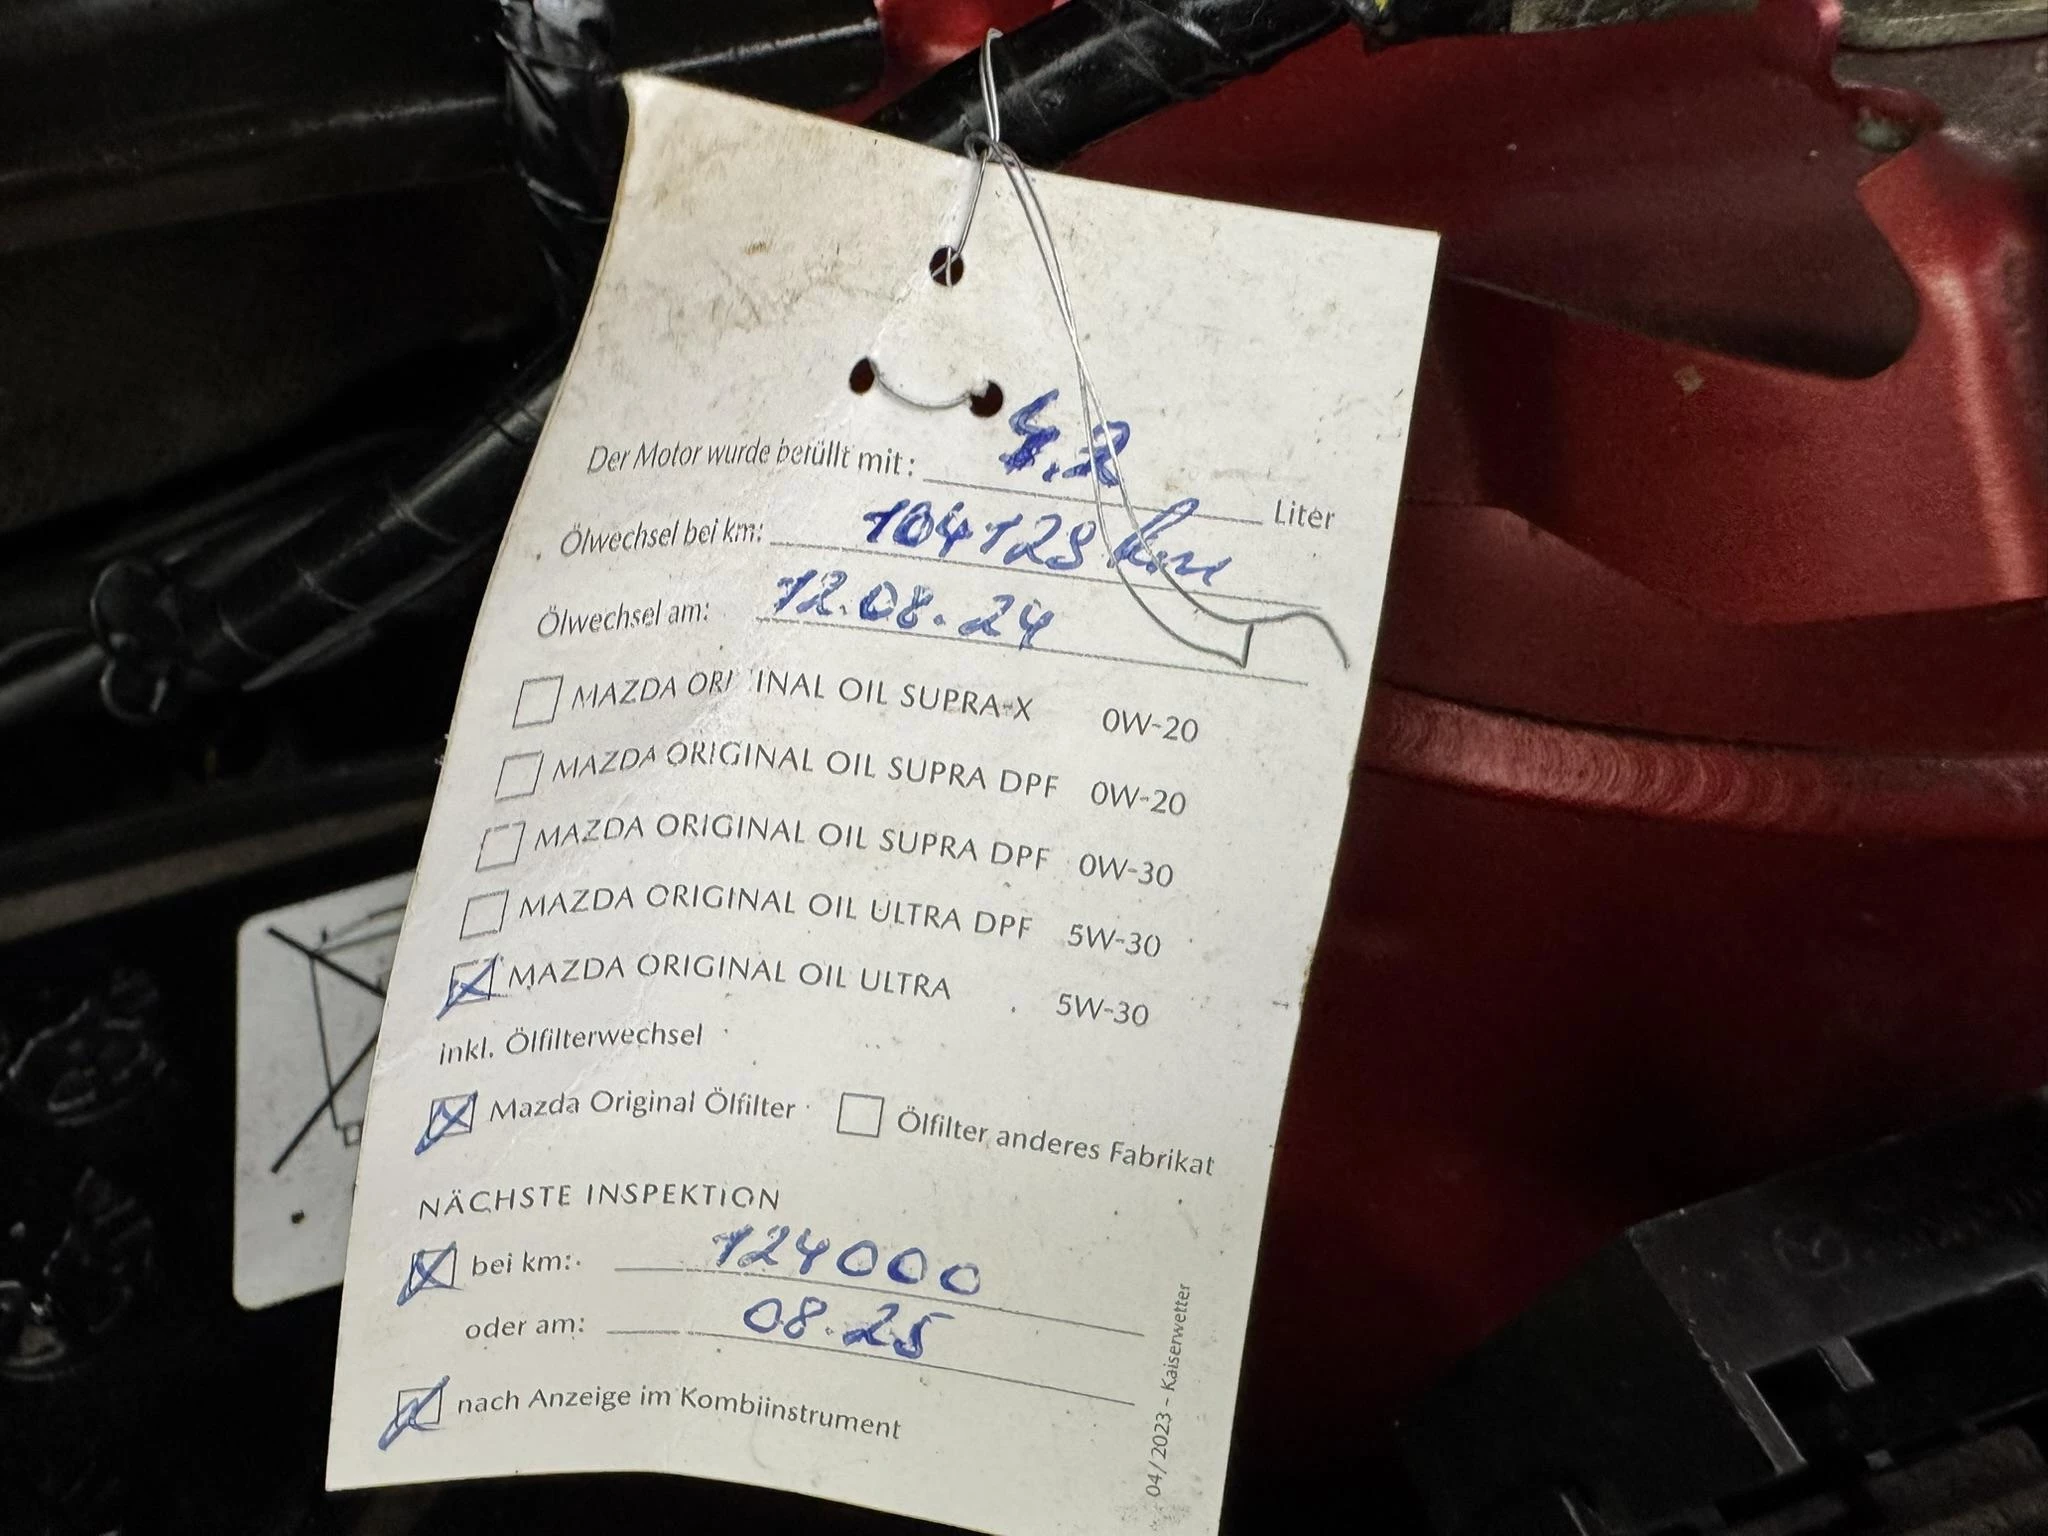 Der Motor wurde befüllt mit: 4.2 Liter
Ölwechsel bei km: 104129 km
Ölwechsel am: 12.08.24
MAZDA ORIGINAL OIL SUPRA-X 0W-20
MAZDA ORIGINAL OIL SUPRA DPF 0W-20
MAZDA ORIGINAL OIL SUPRA DPF 0W-30
MAZDA ORIGINAL OIL ULTRA DPF 5W-30
MAZDA ORIGINAL OIL ULTRA 5W-30
inkl. Ölfilterwechsel
Mazda Original Ölfilter Ölfilter anderes Fabrikat
NÄCHSTE INSPEKTION
bei km: 124000
oder am: 08.25
nach Anzeige im Kombiinstrument
04/2023 - Kaiserwetter